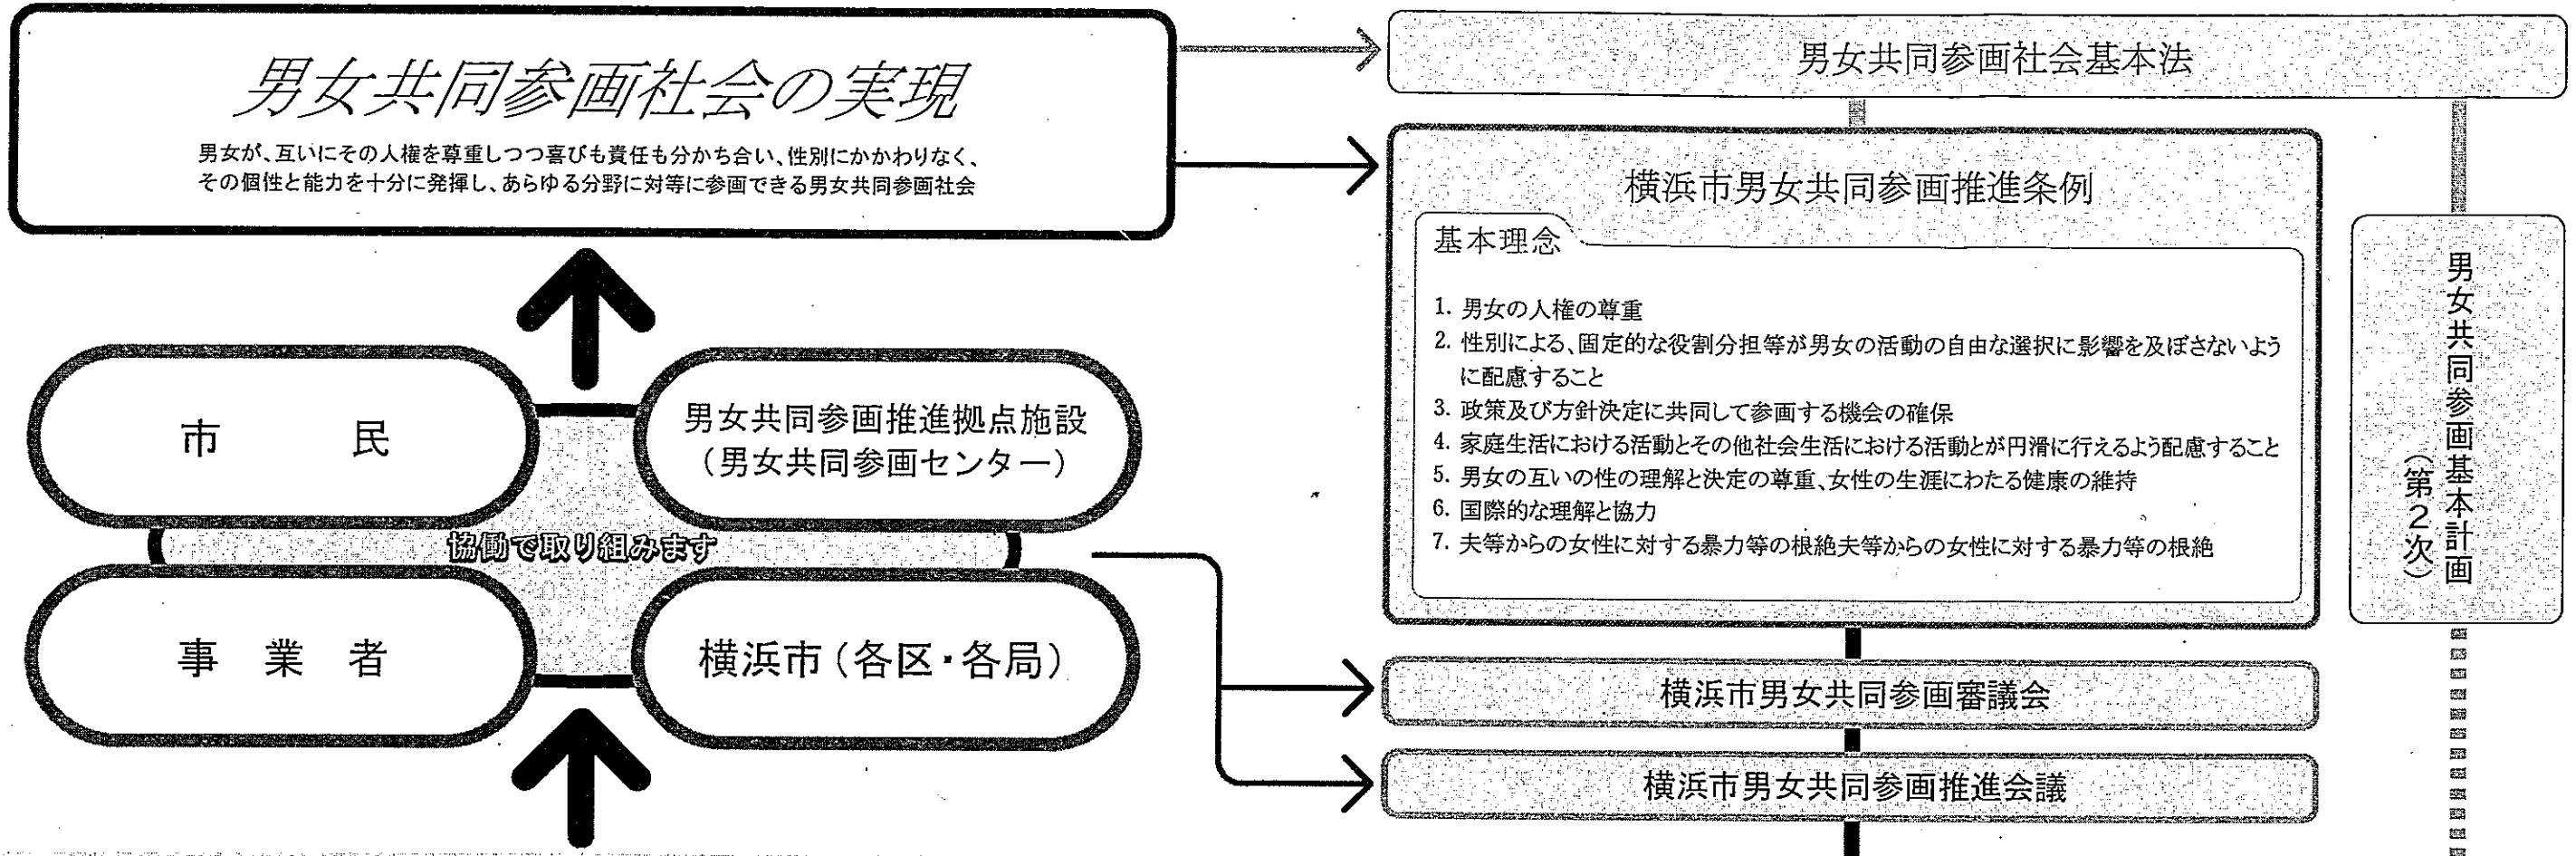 男女共同参画社会の実現
男女が、互いにその人権を尊重しつつ喜びも責任も分かち合い、性別にかかわりなく、
その個性と能力を十分に発揮し、あらゆる分野に対等に参画できる男女共同参画社会
市 民
男女共同参画推進拠点施設
（男女共同参画センター）
協働で取り組みます
事 業 者
横浜市（各区・各局）
男女共同参画社会基本法
横浜市男女共同参画推進条例
基本理念
1. 男女の人権の尊重
2. 性別による、固定的な役割分担等が男女の活動の自由な選択に影響を及ぼさないよう
に配慮すること
3. 政策及び方針決定に共同して参画する機会の確保
4. 家庭生活における活動とその他社会生活における活動とが円滑に行えるよう配慮すること
5. 男女の互いの性の理解と決定の尊重、女性の生涯にわたる健康の維持
6. 国際的な理解と協力
7. 夫等からの女性に対する暴力等の根絶夫等からの女性に対する暴力等の根絶
横浜市男女共同参画審議会
横浜市男女共同参画推進会議
男女共同参画基本計画
（第2次）